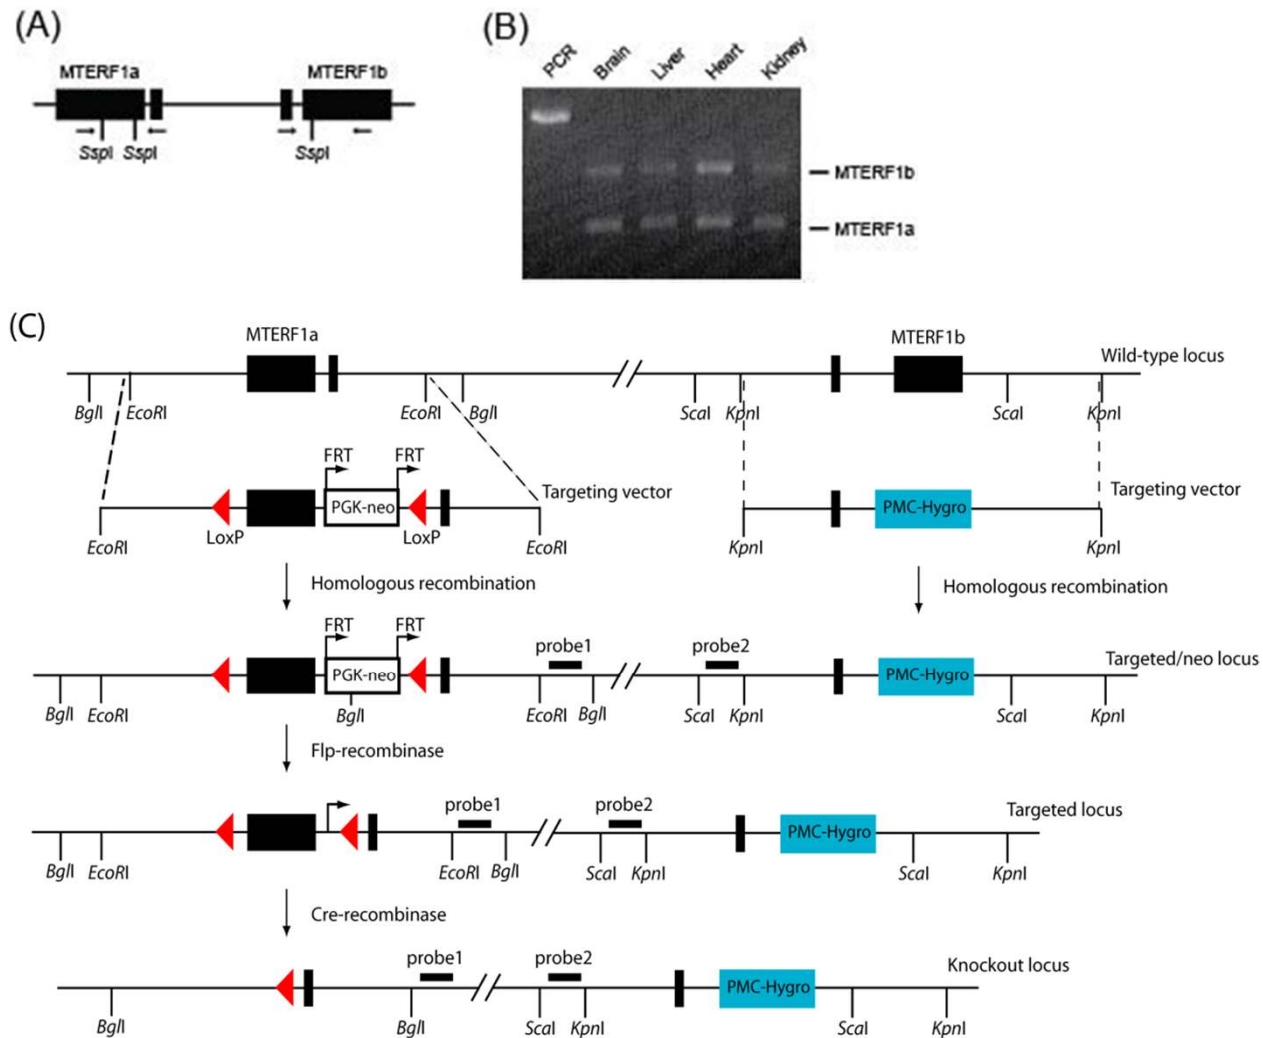 (A)
MTERF1a MTERF1b
SspI SspI SspI
(B)
PCR Brain Liver Heart Kidney
MTERF1b
MTERF1a
(C)
MTERF1a MTERF1b
Wild-type locus
BglI EcoRI EcoRI BglI ScaI KpnI ScaI KpnI
FRT FRT
PGK-neo Targeting vector PMC-Hygro Targeting vector
LoxP LoxP
EcoRI EcoRI KpnI KpnI
Homologous recombination Homologous recombination
FRT FRT
probe1 probe2
PGK-neo PMC-Hygro Targeted/neo locus
BglI EcoRI BglI EcoRI BglI ScaI KpnI ScaI KpnI
Flp-recombinase
probe1 probe2 Targeted locus
PMC-Hygro
BglI EcoRI EcoRI BglI ScaI KpnI ScaI KpnI
Cre-recombinase
probe1 probe2 Knockout locus
PMC-Hygro
BglI BglI ScaI KpnI ScaI KpnI